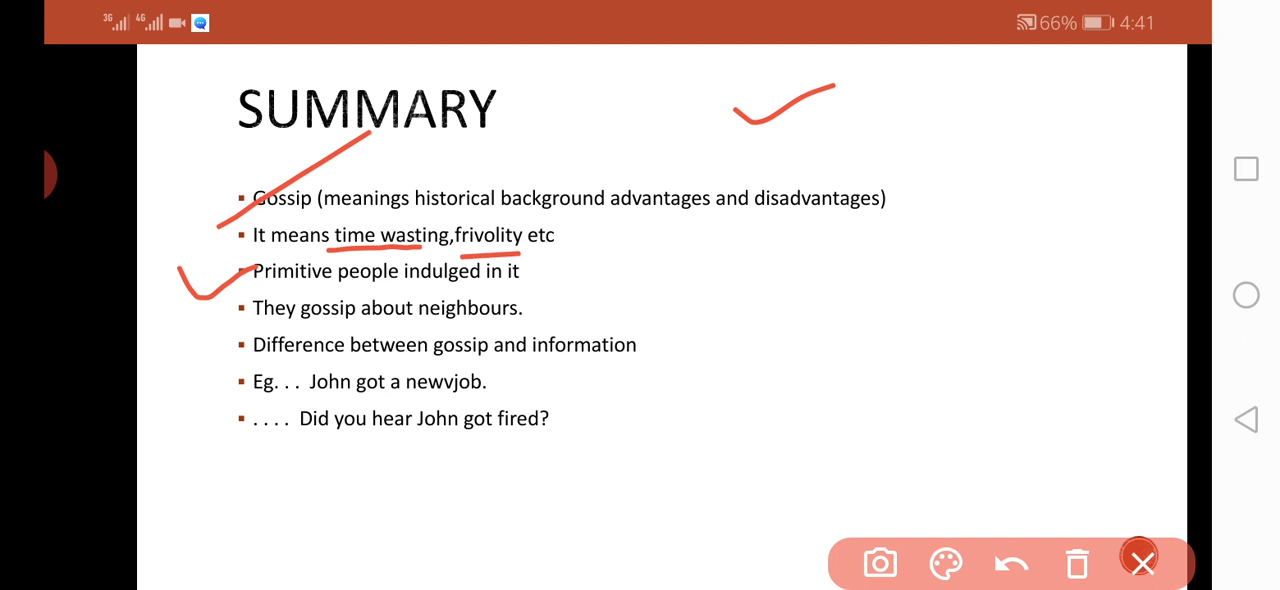 3G 4G 66% 4:41
SUMMARY
Gossip (meanings historical background advantages and disadvantages)
It means time wasting,frivolity etc
Primitive people indulged in it
They gossip about neighbours.
Difference between gossip and information
Eg. . . John got a newvjob.
. . . . Did you hear John got fired?